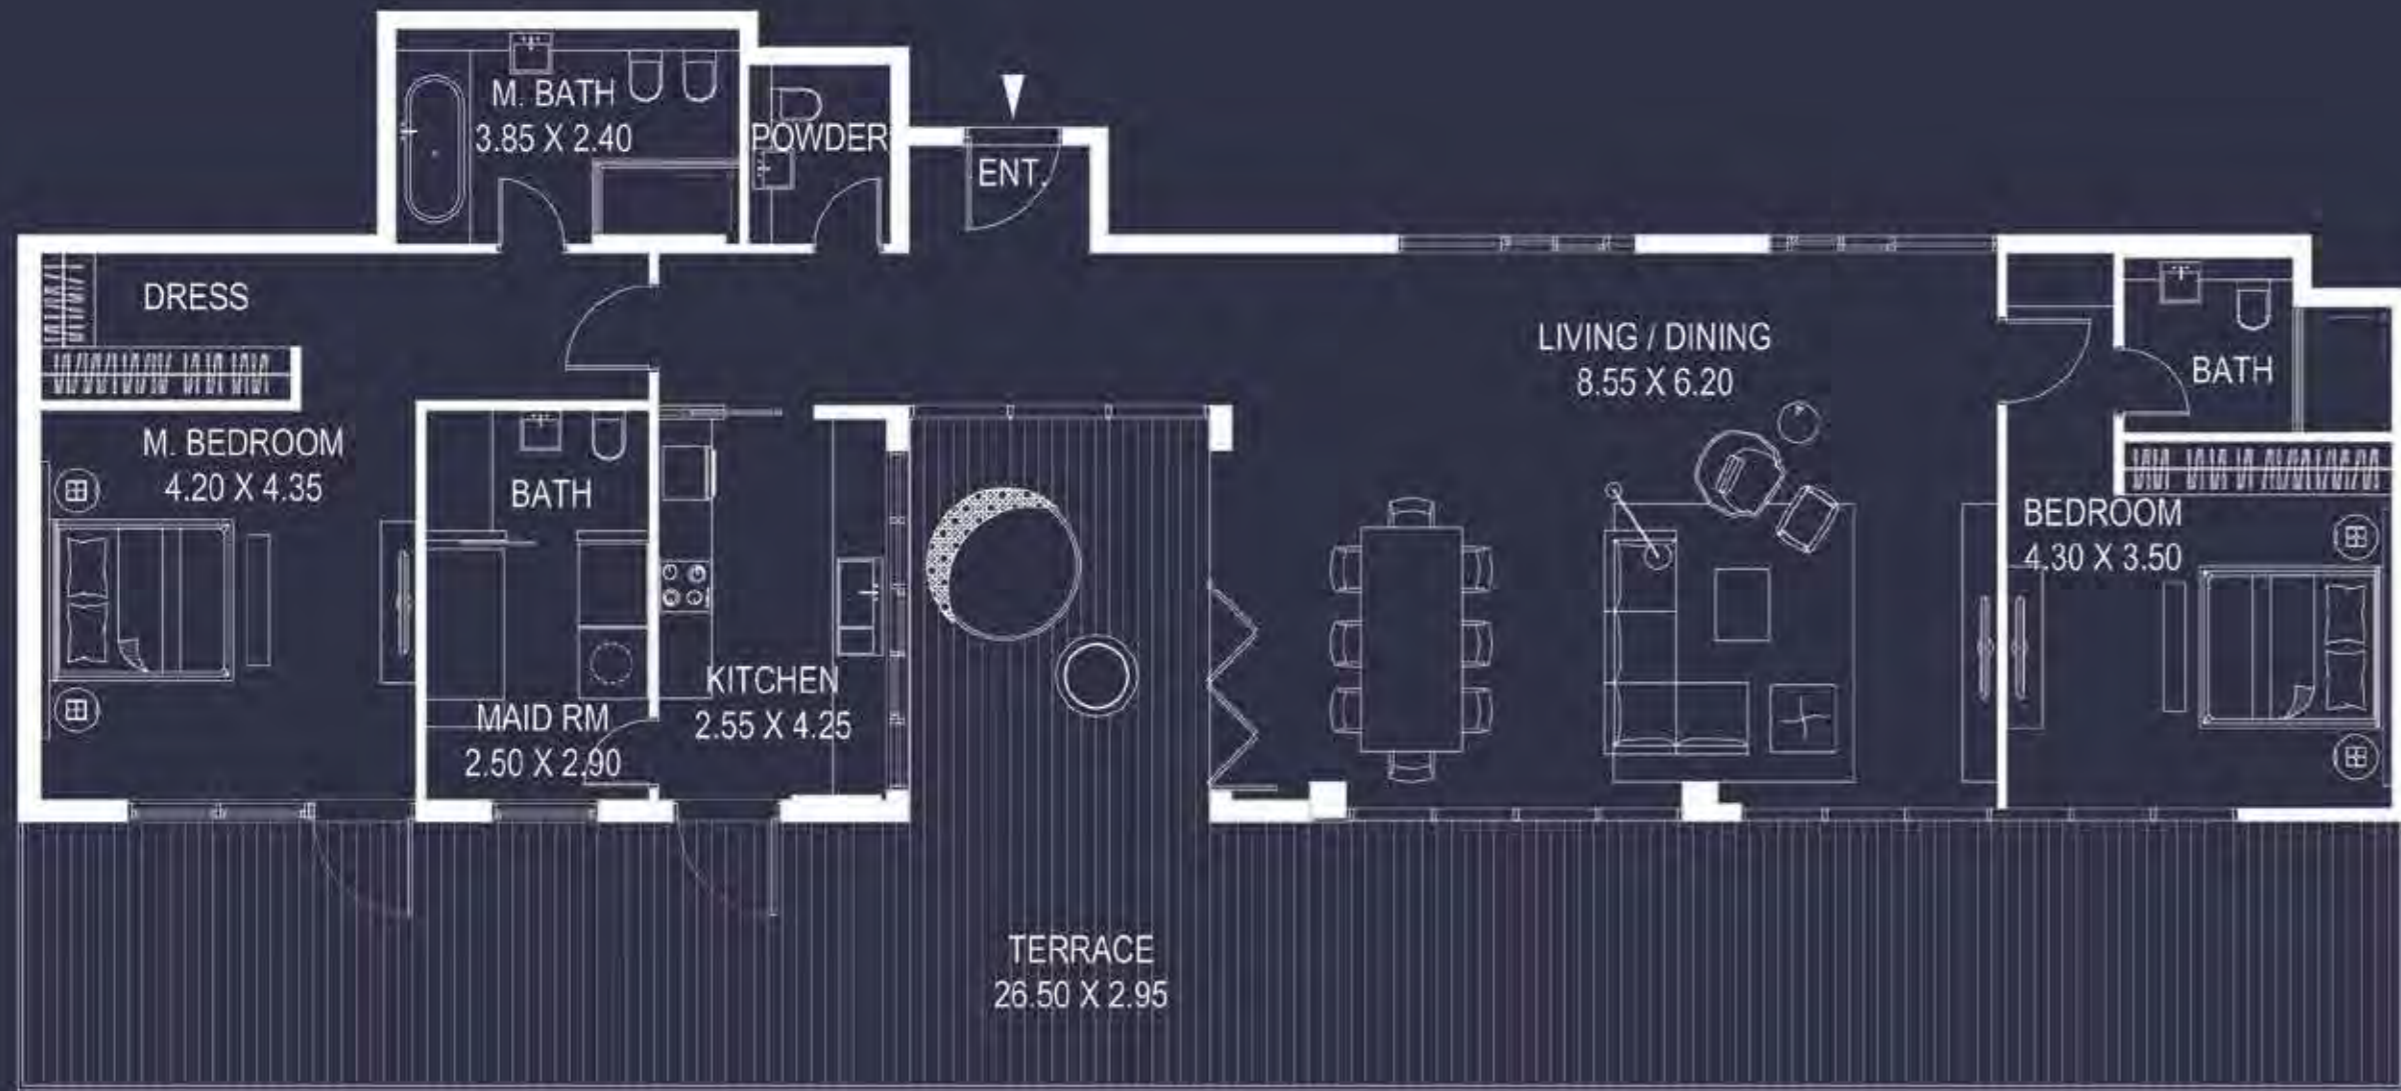 M. BATH
3.85 X 2.40
POWDER
ENT.
DRESS
LIVING / DINING
8.55 X 6.20
BATH
M. BEDROOM
4.20 X 4.35
BATH
BEDROOM
4.30 X 3.50
KITCHEN
2.55 X 4.25
MAID RM
2.50 X 2.90
TERRACE
26.50 X 2.95